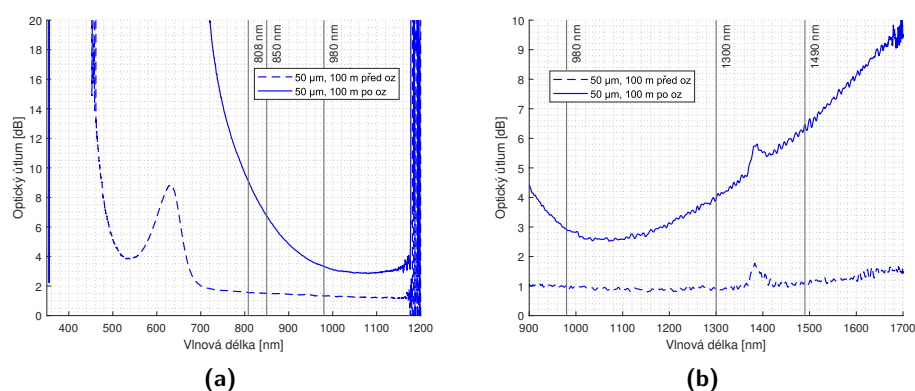 20
18
16
14
12
10
8
6
4
2
0
Optický útlum [dB]
808 nm
850 nm
980 nm
50 µm, 100 m před oz
50 µm, 100 m po oz
400 500 600 700 800 900 1000 1100 1200
Vlnová délka [nm]
(a)
10
9
8
7
6
5
4
3
2
1
0
Optický útlum [dB]
980 nm
1300 nm
1490 nm
50 µm, 100 m před oz
50 µm, 100 m po oz
900 1000 1100 1200 1300 1400 1500 1600 1700
Vlnová délka [nm]
(b)